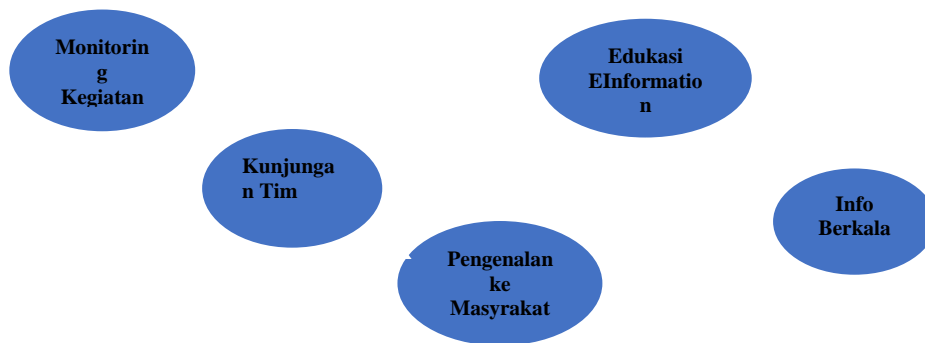 Monitorin
g
Kegiatan
Kunjunga
n Tim
Pengenalan
ke
Masyrakat
Edukasi
EInformatio
n
Info
Berkala